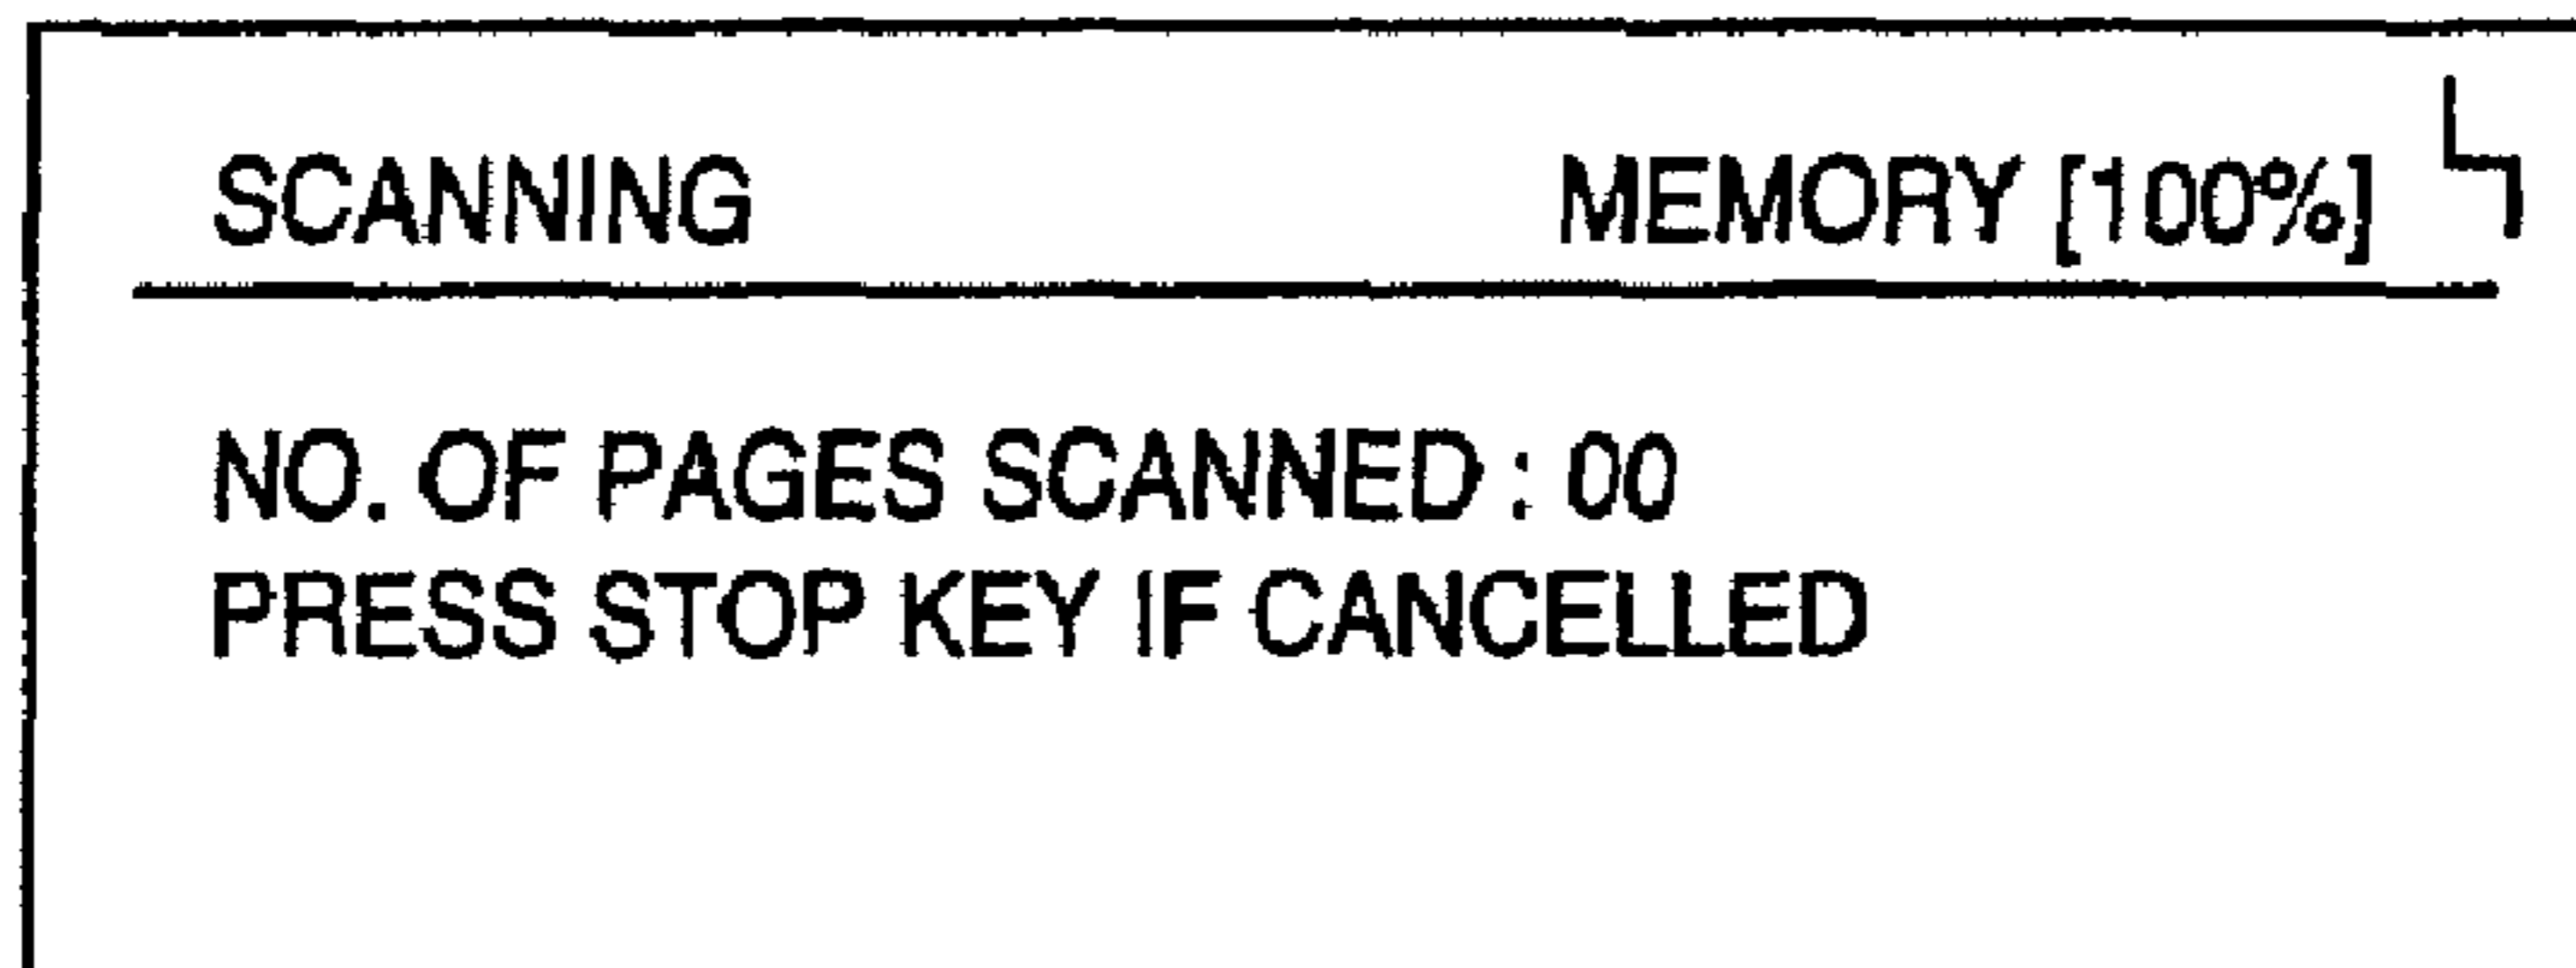 SCANNING MEMORY [100%]
NO. OF PAGES SCANNED : 00
PRESS STOP KEY IF CANCELLED